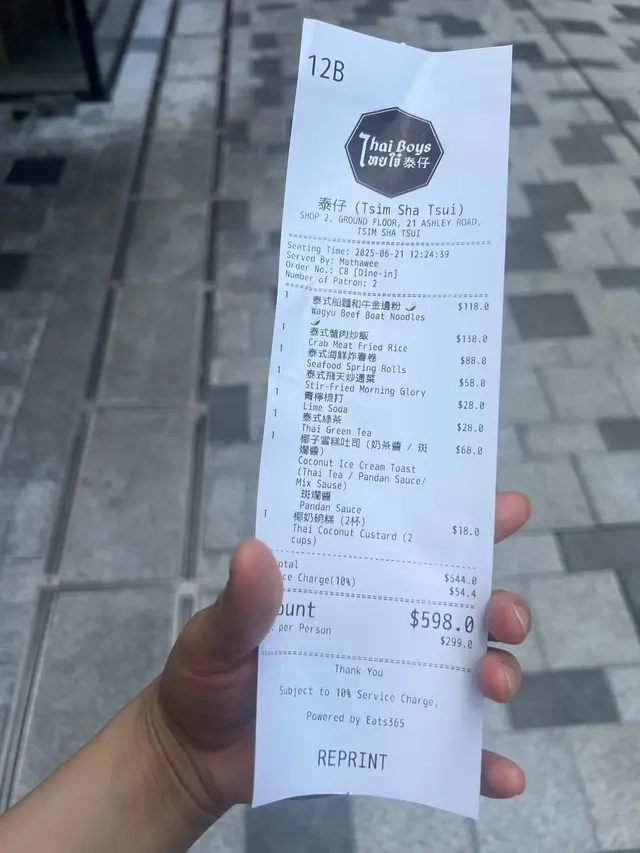 12B
Thai Boys
ไทยใช้ 泰仔
泰仔 (Tsim Sha Tsui)
SHOP 2, GROUND FLOOR, 21 ASHLEY ROAD,
TSIM SHA TSUI
Seating Time: 2025-06-21 12:24:39
Served By: Mathawee
Order No.: C8 [Dine-in]
Number of Patron: 2
1 泰式船麵和牛金邊粉 $118.0
Wagyu Beef Boat Noodles
1 泰式蟹肉炒飯 $138.0
Crab Meat Fried Rice
1 泰式海鮮炸春卷 $88.0
Seafood Spring Rolls
1 泰式飛天炒通菜 $58.0
Stir-Fried Morning Glory
1 青檸梳打 $28.0
Lime Soda
1 泰式綠茶 $28.0
Thai Green Tea
1 椰子雪糕吐司 (奶茶醬 / 斑 $68.0
斕醬)
Coconut Ice Cream Toast
(Thai Tea / Pandan Sauce/
Mix Sause)
斑斕醬
Pandan Sauce
1 椰奶碗糕 (2杯) $18.0
Thai Coconut Custard (2
cups)
otal $544.0
ce Charge(10%) $54.4
ount $598.0
per Person $299.0
Thank You
Subject to 10% Service Charge.
Powered by Eats365
REPRINT